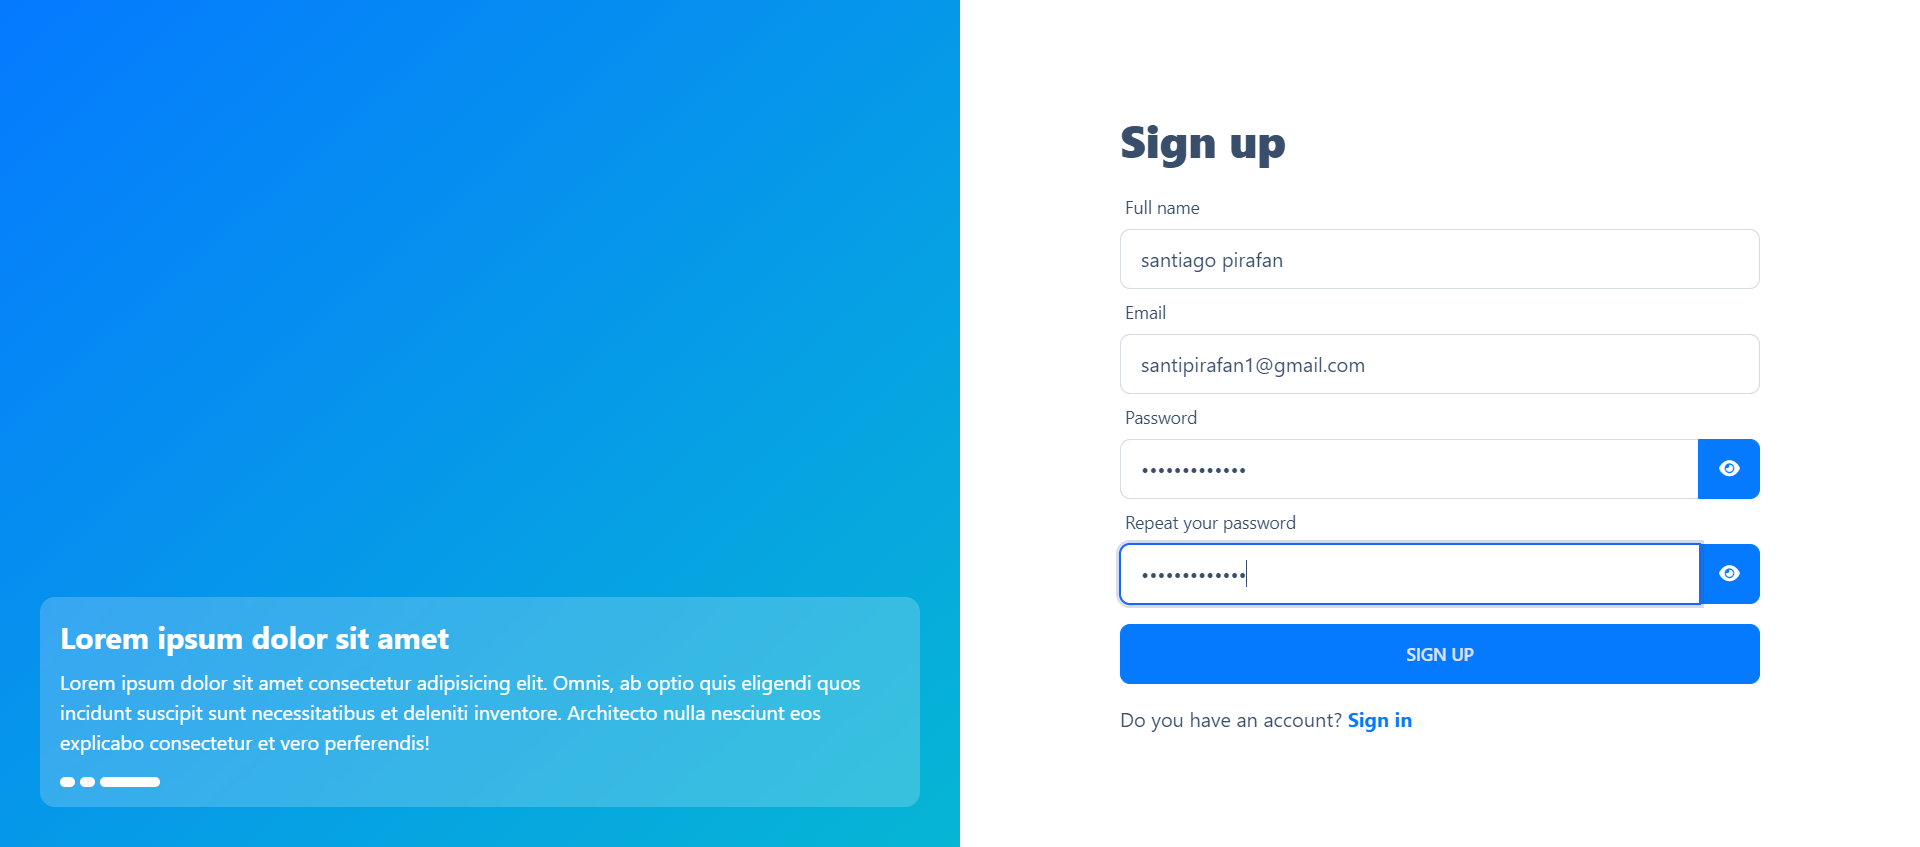 Sign up
Full name
santiago pirafan
Email
santipirafan1@gmail.com
Password
•••••••••••••
Repeat your password
•••••••••••••
SIGN UP
Do you have an account? Sign in
Lorem ipsum dolor sit amet
Lorem ipsum dolor sit amet consectetur adipisicing elit. Omnis, ab optio quis eligendi quos
incidunt suscipit sunt necessitatibus et deleniti inventore. Architecto nulla nesciunt eos
explicabo consectetur et vero perferendis!